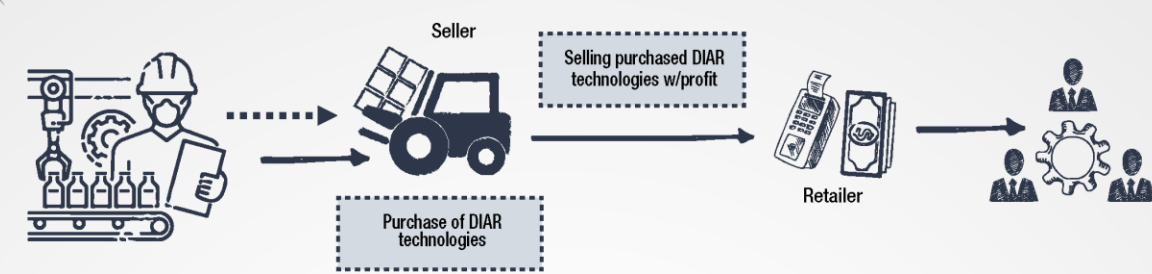 Seller
Selling purchased DIAR
technologies w/profit
Purchase of DIAR
technologies
Retailer